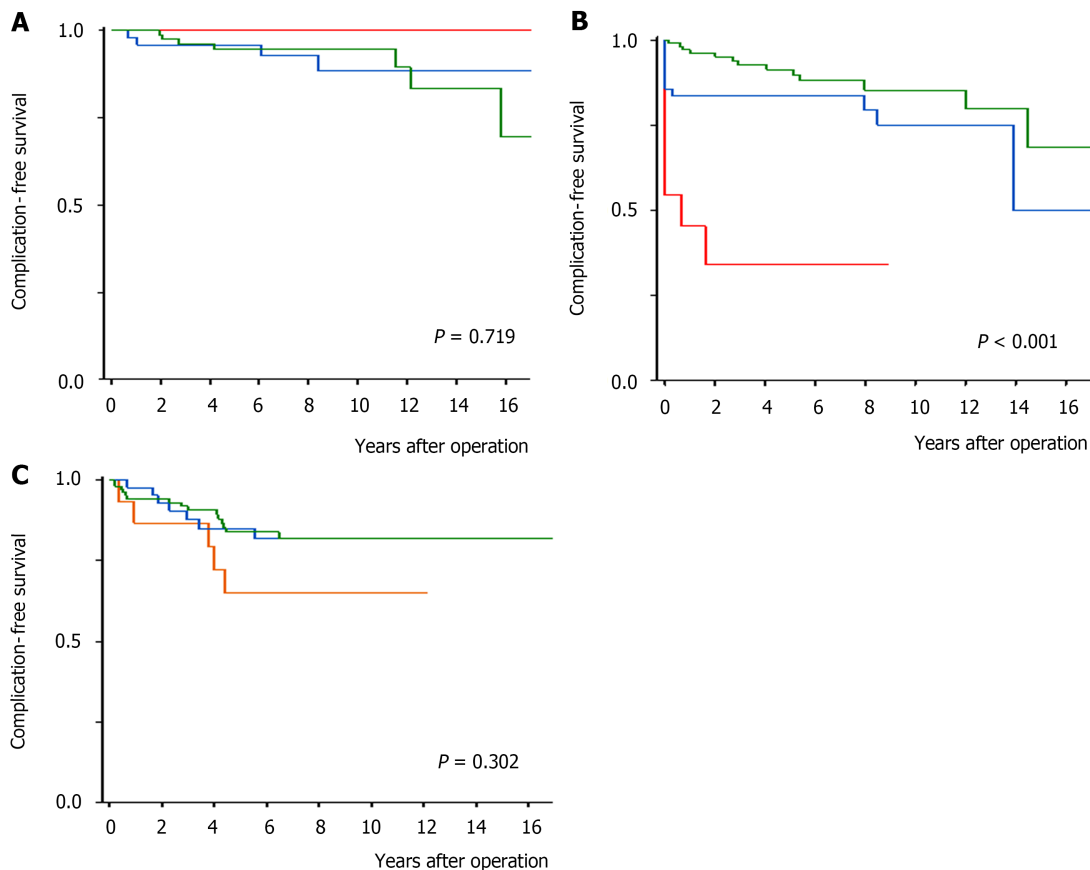 A
Complication-free survival
1.0
0.5
0.0
P = 0.719
0 2 4 6 8 10 12 14 16
Years after operation
B
Complication-free survival
1.0
0.5
0.0
P < 0.001
0 2 4 6 8 10 12 14 16
Years after operation
C
Complication-free survival
1.0
0.5
0.0
P = 0.302
0 2 4 6 8 10 12 14 16
Years after operation